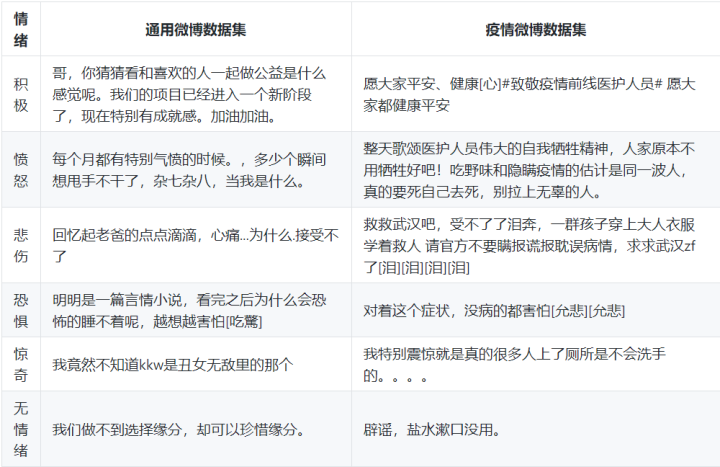 情绪 通用微博数据集 疫情微博数据集
积极
哥，你猜猜看和喜欢的人一起做公益是什么
感觉呢。我们的项目已经进入一个新阶段
了，现在特别有成就感。加油加油。
愿大家平安、健康[心]#致敬疫情前线医护人员# 愿大
家都健康平安
愤怒
每个月都有特别气愤的时候。，多少个瞬间
想甩手不干了，杂七杂八，当我是什么。
整天歌颂医护人员伟大的自我牺牲精神，人家原本不
用牺牲好吧！吃野味和隐瞒疫情的估计是同一波人，
真的要死自己去死，别拉上无辜的人。
悲伤
回忆起老爸的点点滴滴，心痛...为什么.接受不
了
救救武汉吧，受不了了泪奔，一群孩子穿上大人衣服
学着救人 请官方不要瞒报谎报耽误病情，求求武汉zf
了[泪][泪][泪][泪]
恐惧
明明是一篇言情小说，看完之后为什么会恐
怖的睡不着呢，越想越害怕[吃驚]
对着这个症状，没病的都害怕[允悲][允悲]
惊奇
我竟然不知道kkw是丑女无敌里的那个
我特别震惊就是真的很多人上了厕所是不会洗手
的。。。。
无情绪
我们做不到选择缘分，却可以珍惜缘分。
辟谣，盐水漱口没用。